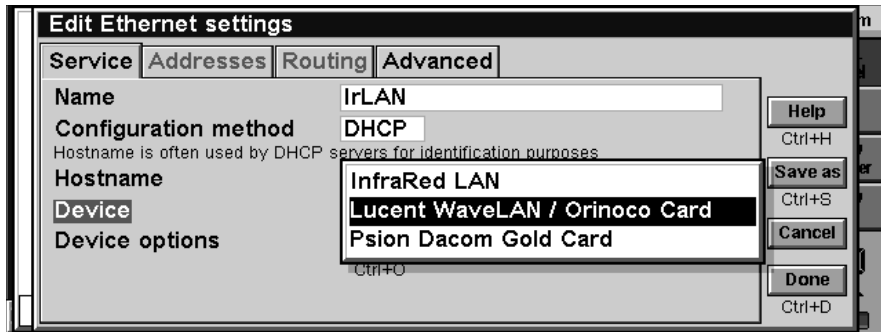 Edit Ethernet settings
Service Addresses Routing Advanced
Name IrLAN
Configuration method DHCP
Hostname is often used by DHCP servers for identification purposes
Hostname
Device
Device options
InfraRed LAN
Lucent WaveLAN / Orinoco Card
Psion Dacom Gold Card
Ctrl+O
Help
Ctrl+H
Save as
Ctrl+S
Cancel
Done
Ctrl+D